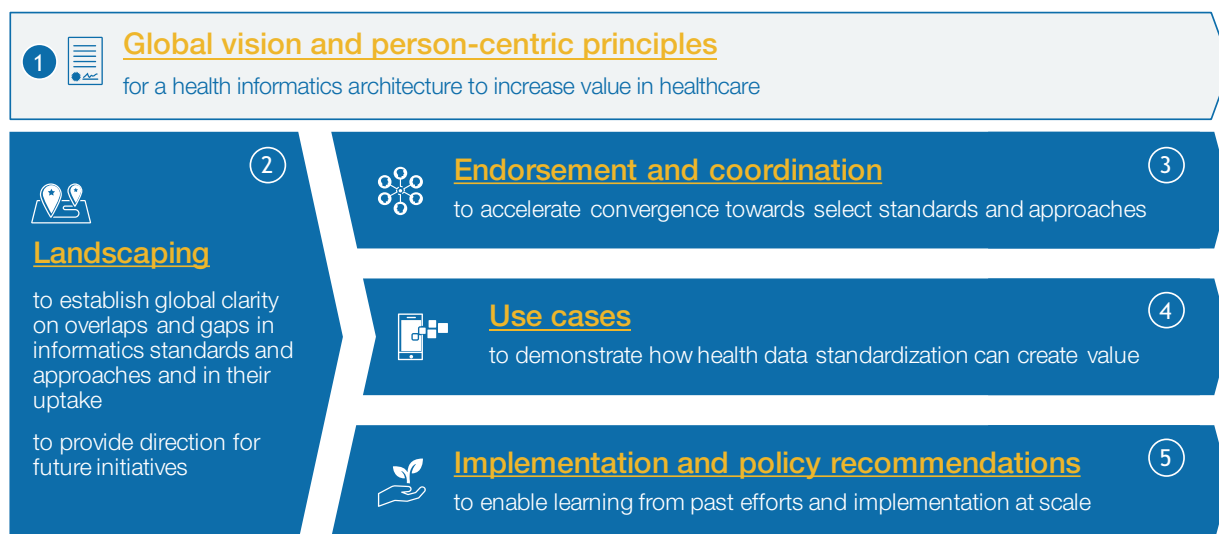 1
Global vision and person-centric principles
for a health informatics architecture to increase value in healthcare
2
Landscaping
to establish global clarity
on overlaps and gaps in
informatics standards and
approaches and in their
uptake
to provide direction for
future initiatives
3
Endorsement and coordination
to accelerate convergence towards select standards and approaches
4
Use cases
to demonstrate how health data standardization can create value
5
Implementation and policy recommendations
to enable learning from past efforts and implementation at scale